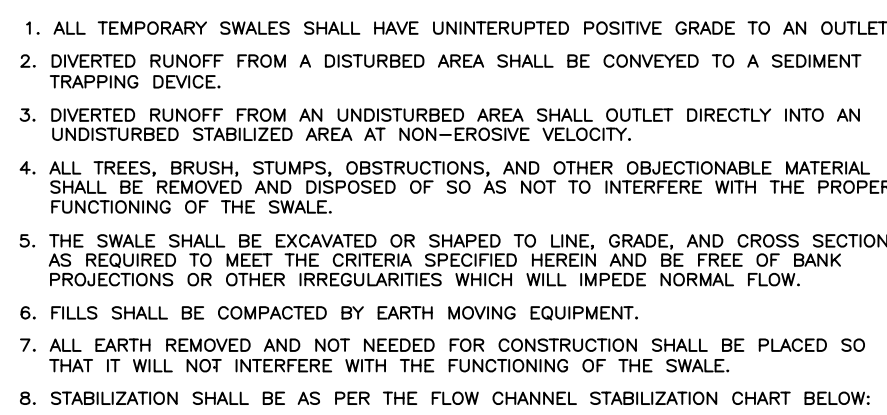 1. ALL TEMPORARY SWALES SHALL HAVE UNINTERUPTED POSITIVE GRADE TO AN OUTLET
2. DIVERTED RUNOFF FROM A DISTURBED AREA SHALL BE CONVEYED TO A SEDIMENT
TRAPPING DEVICE.
3. DIVERTED RUNOFF FROM AN UNDISTURBED AREA SHALL OUTLET DIRECTLY INTO AN
UNDISTURBED STABILIZED AREA AT NON-EROSIVE VELOCITY.
4. ALL TREES, BRUSH, STUMPS, OBSTRUCTIONS, AND OTHER OBJECTIONABLE MATERIAL
SHALL BE REMOVED AND DISPOSED OF SO AS NOT TO INTERFERE WITH THE PROPER
FUNCTIONING OF THE SWALE.
5. THE SWALE SHALL BE EXCAVATED OR SHAPED TO LINE, GRADE, AND CROSS SECTION
AS REQUIRED TO MEET THE CRITERIA SPECIFIED HEREIN AND BE FREE OF BANK
PROJECTIONS OR OTHER IRREGULARITIES WHICH WILL IMPEDE NORMAL FLOW.
6. FILLS SHALL BE COMPACTED BY EARTH MOVING EQUIPMENT.
7. ALL EARTH REMOVED AND NOT NEEDED FOR CONSTRUCTION SHALL BE PLACED SO
THAT IT WILL NOT INTERFERE WITH THE FUNCTIONING OF THE SWALE.
8. STABILIZATION SHALL BE AS PER THE FLOW CHANNEL STABILIZATION CHART BELOW: